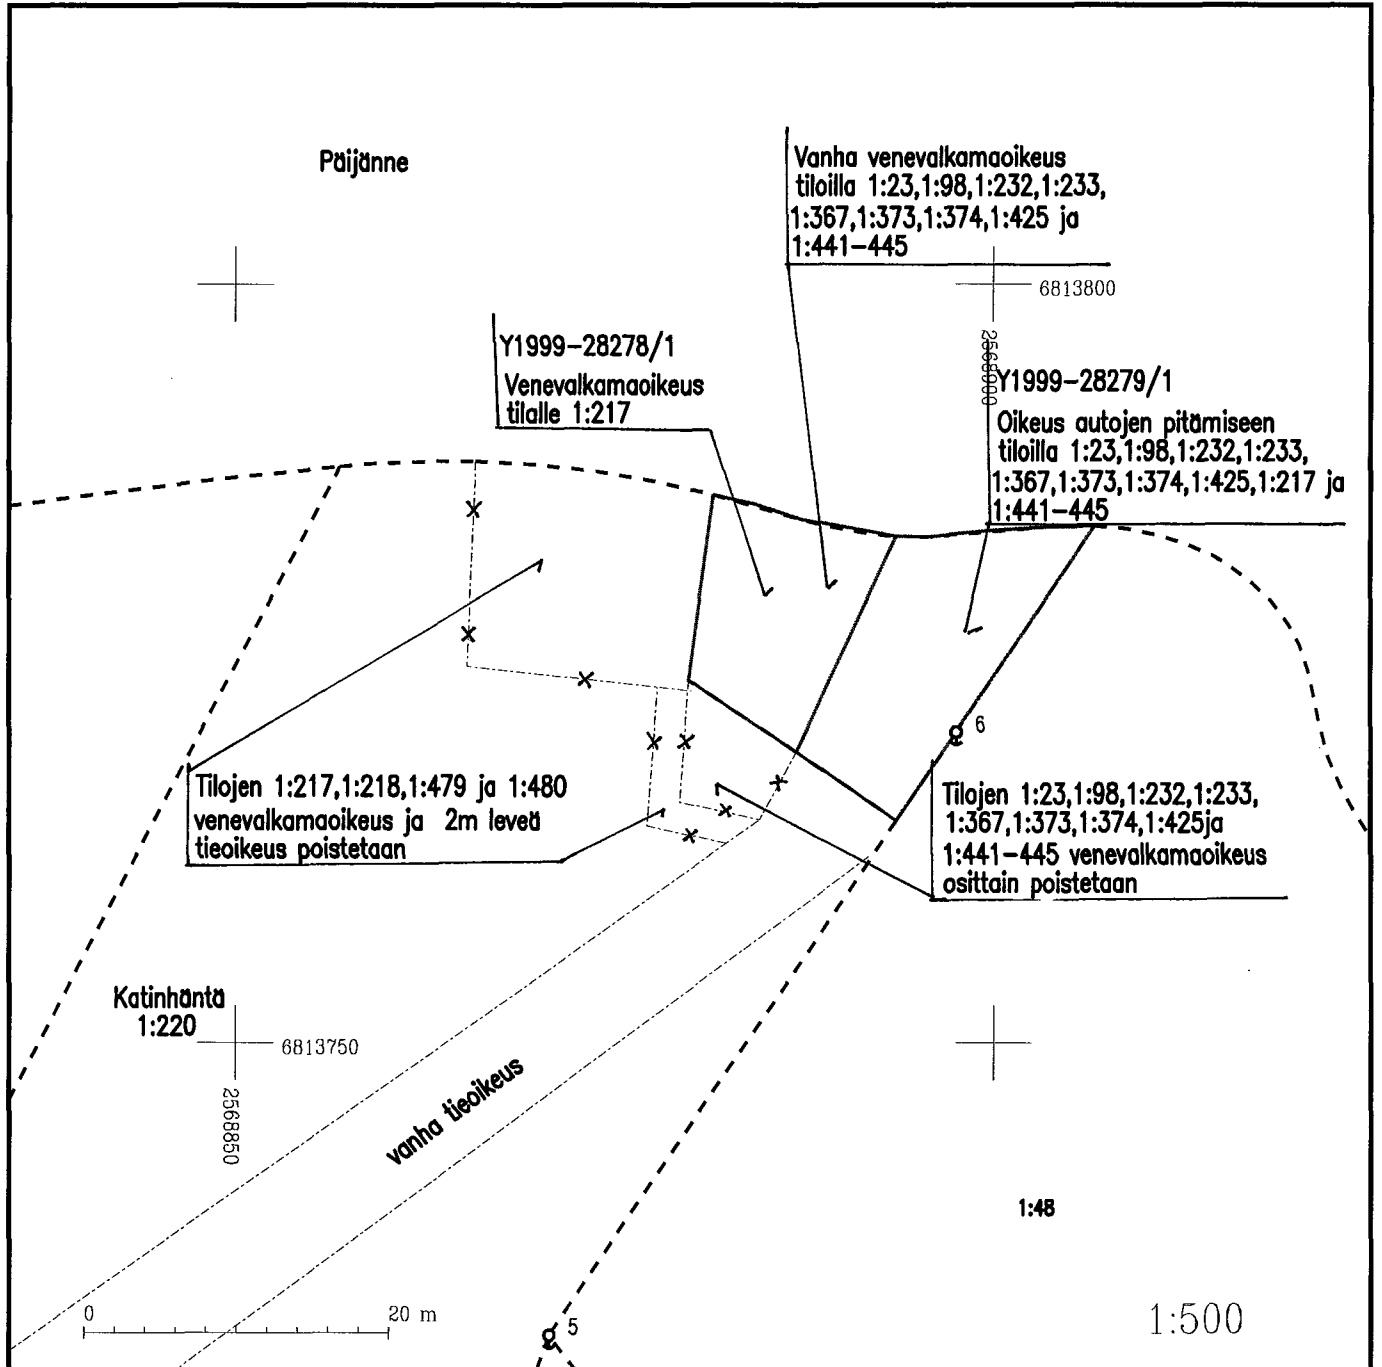 Päijänne
Vanha venevalkamaoikeus
tiloilla 1:23,1:98,1:232,1:233,
1:367,1:373,1:374,1:425 ja
1:441-445
6813800
2568900
Y1999-28278/1
Venevalkamaoikeus
tilalle 1:217
Y1999-28279/1
Oikeus autojen pitämiseen
tiloilla 1:23,1:98,1:232,1:233,
1:367,1:373,1:374,1:425,1:217 ja
1:441-445
6
Tilojen 1:217,1:218,1:479 ja 1:480
venevalkamaoikeus ja 2m leveä
tieoikeus poistetaan
Tilojen 1:23,1:98,1:232,1:233,
1:367,1:373,1:374,1:425ja
1:441-445 venevalkamaoikeus
osittain poistetaan
Katinhäntä
1:220
6813750
2568850
vanha tieoikeus
1:48
0 20 m
5
1:500